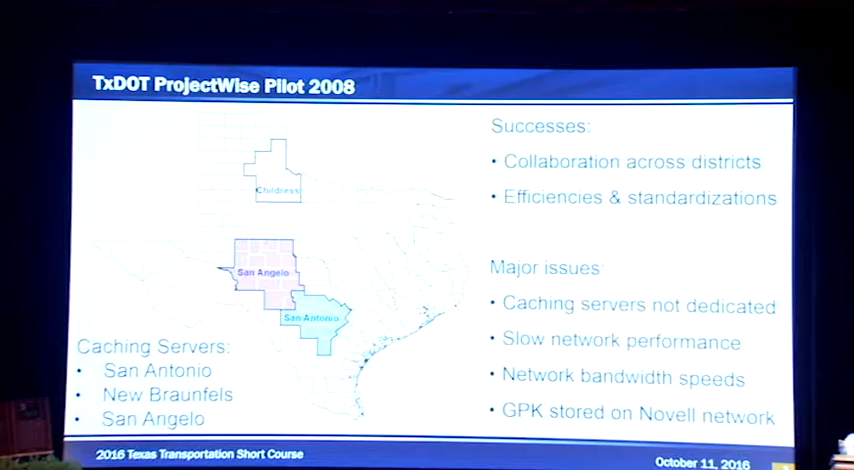 TxDOT ProjectWise Pilot 2008
Successes:
• Collaboration across districts
• Efficiencies & standardizations
Major issues
• Caching servers not dedicated
• Slow network performance
• Network bandwidth speeds
• GPK stored on Novell network
Childress
San Angelo
San Antonio
Caching Servers:
• San Antonio
• New Braunfels
• San Angelo
2016 Texas Transportation Short Course
October 11, 2016